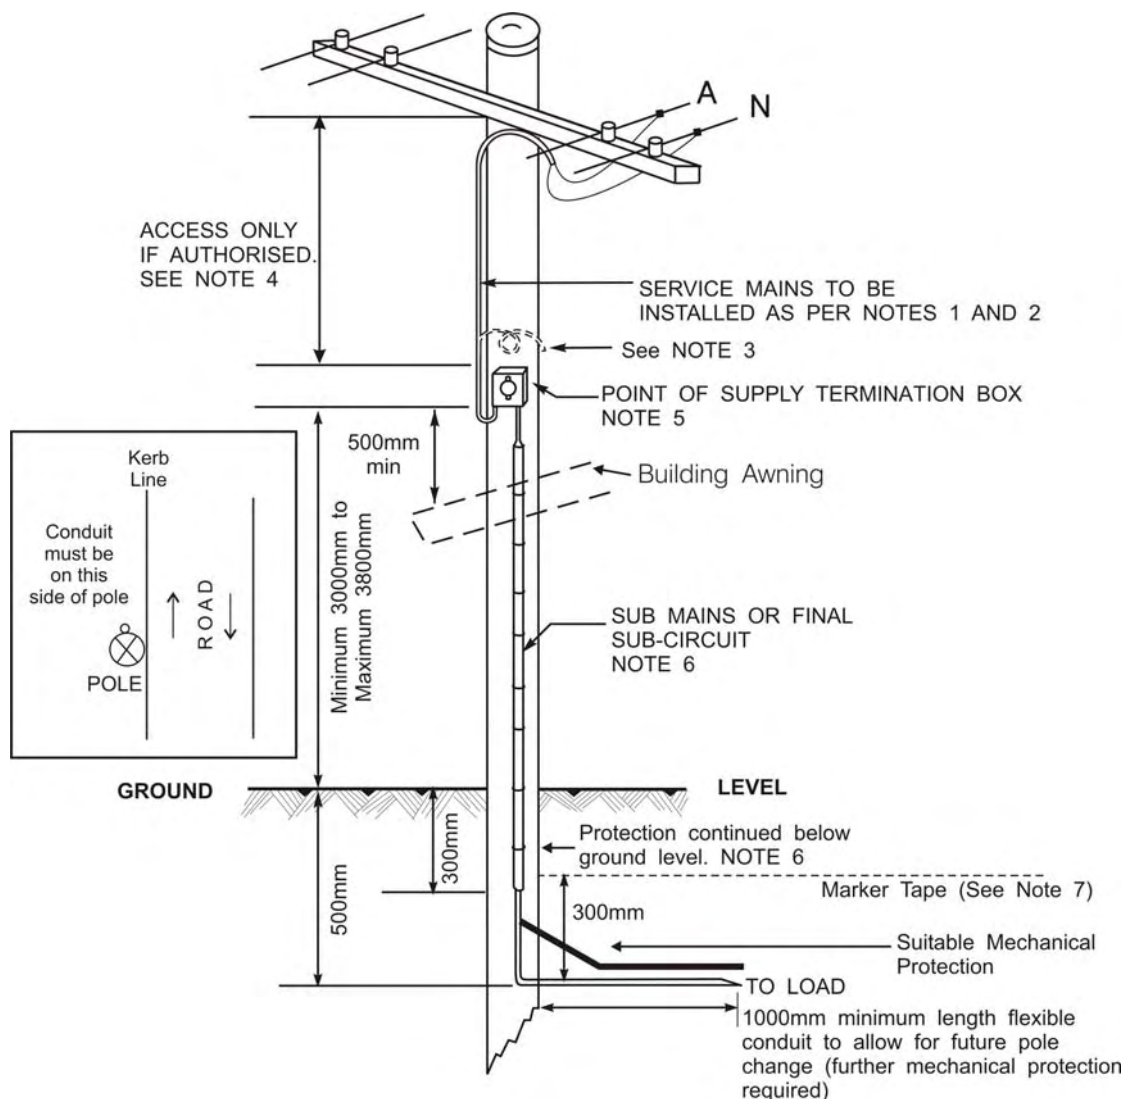 A
N
ACCESS ONLY
IF AUTHORISED.
SEE NOTE 4
SERVICE MAINS TO BE
INSTALLED AS PER NOTES 1 AND 2
See NOTE 3
POINT OF SUPPLY TERMINATION BOX
NOTE 5
500mm
min
Building Awning
Kerb
Line
Conduit
must be
on this
side of pole
ROAD
POLE
Minimum 3000mm to
Maximum 3800mm
SUB MAINS OR FINAL
SUB-CIRCUIT
NOTE 6
GROUND
LEVEL
500mm
300mm
Protection continued below
ground level. NOTE 6
Marker Tape (See Note 7)
300mm
Suitable Mechanical
Protection
TO LOAD
1000mm minimum length flexible
conduit to allow for future pole
change (further mechanical protection
required)